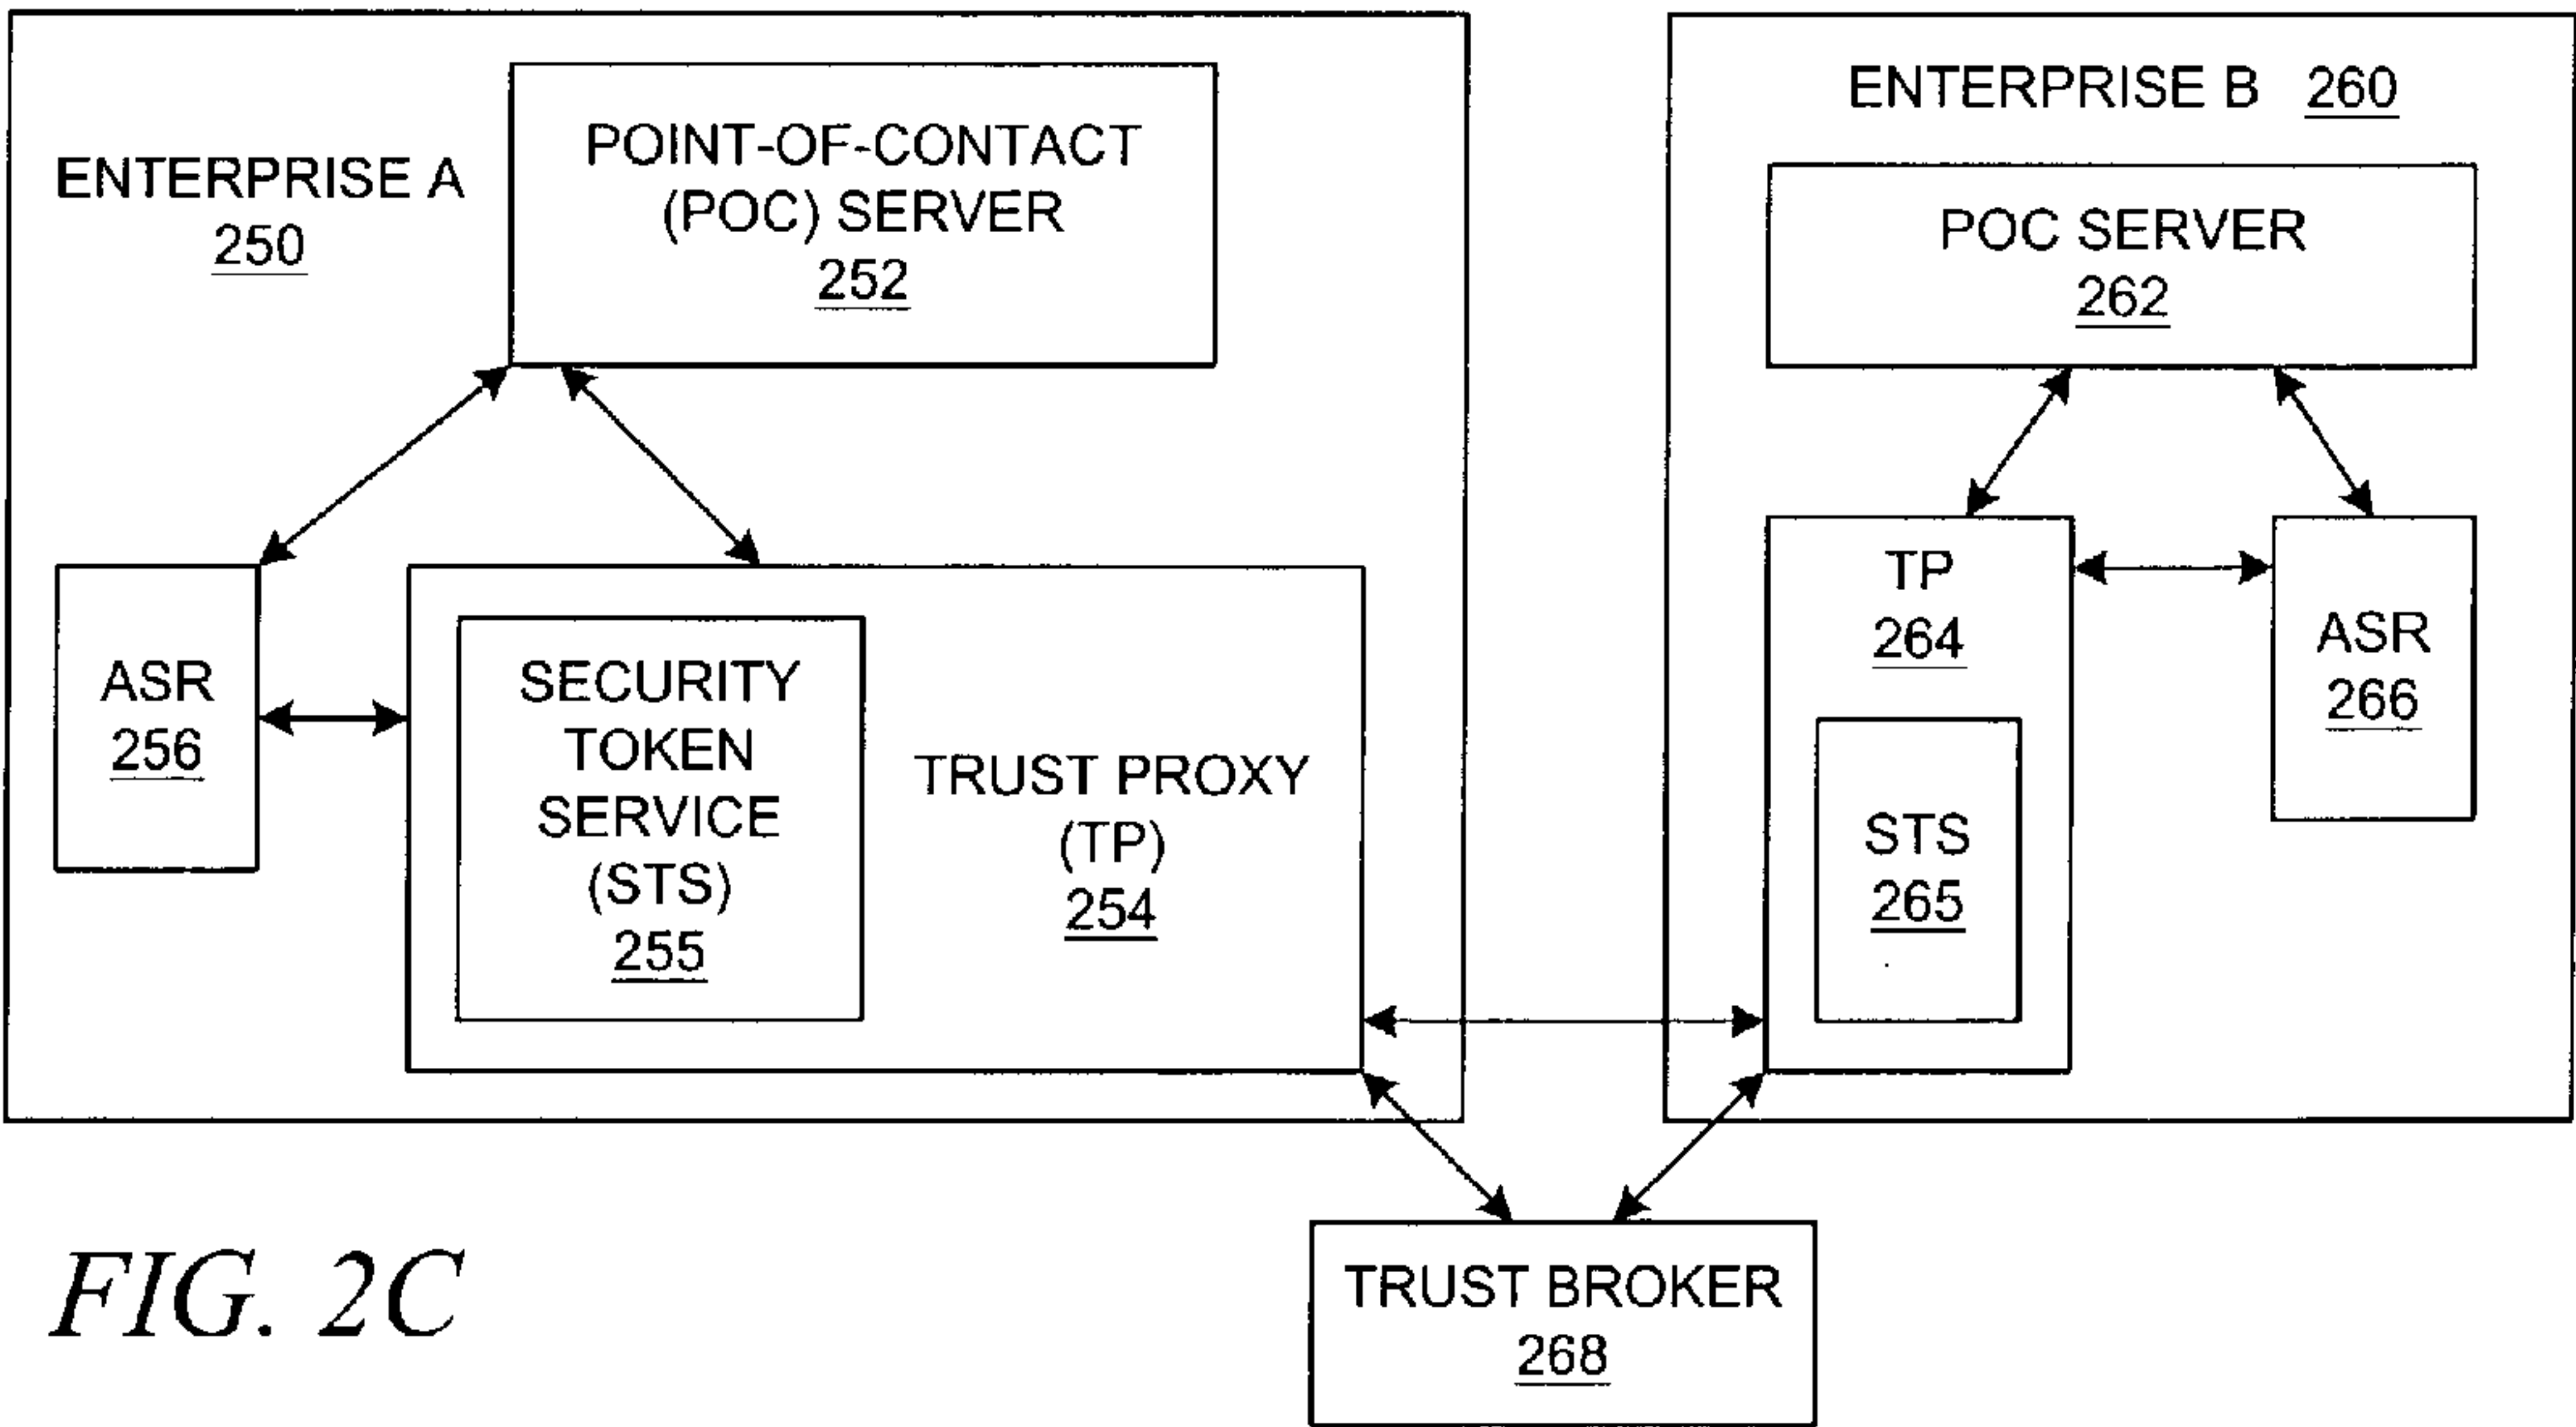 ENTERPRISE A
250
POINT-OF-CONTACT
(POC) SERVER
252
ASR
256
SECURITY
TOKEN
SERVICE
(STS)
255
TRUST PROXY
(TP)
254
ENTERPRISE B 260
POC SERVER
262
TP
264
STS
265
ASR
266
TRUST BROKER
268
FIG. 2C